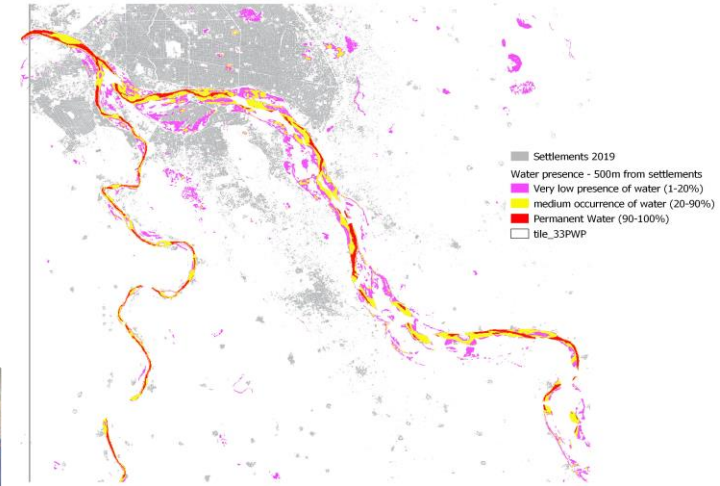 Settlements 2019
Water presence - 500m from settlements
Very low presence of water (1-20%)
medium occurrence of water (20-90%)
Permanent Water (90-100%)
tile_33PWP